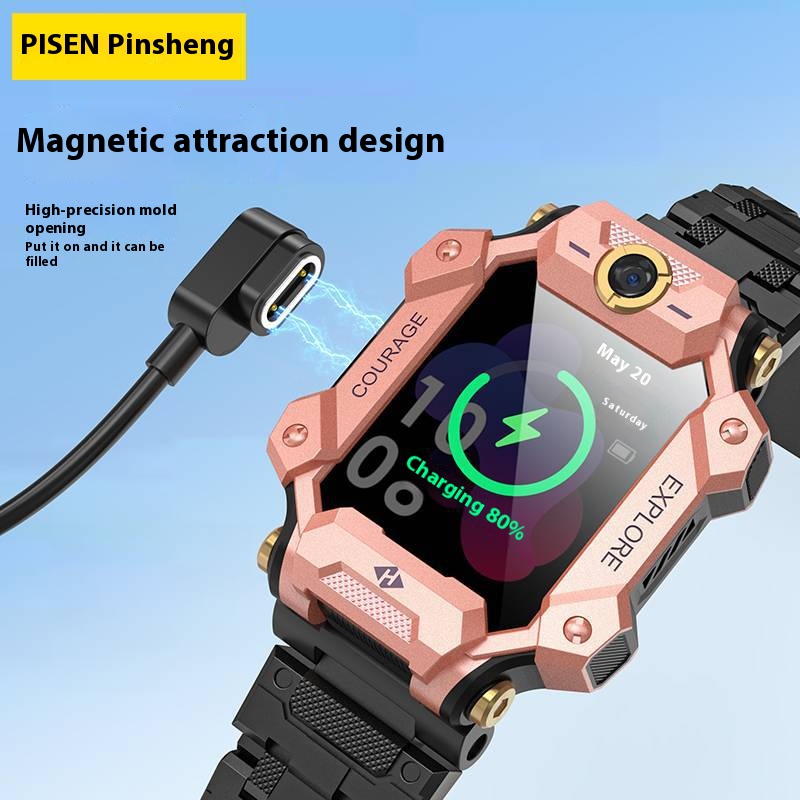 PISEN Pinsheng
Magnetic attraction design
High-precision mold
opening
Put it on and it can be
filled
COURAGE
May 20
Saturday
10
00
Charging 80%
EXPLORE
H